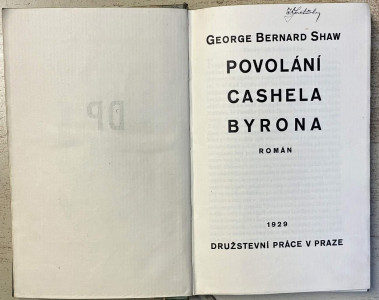 GEORGE BERNARD SHAW
POVOLÁNÍ
CASHELA
BYRONA
ROMÁN
1929
DRUŽSTEVNÍ PRÁCE V PRAZE